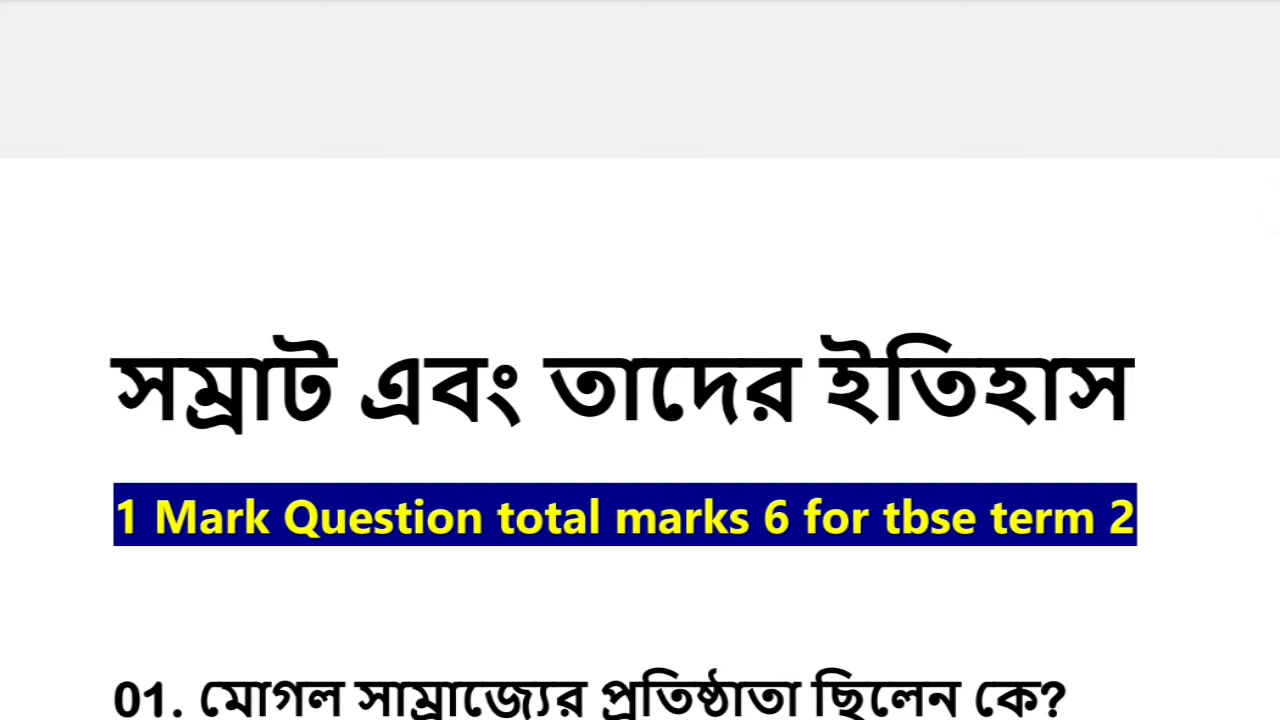 সম্রাট এবং তাদের ইতিহাস
1 Mark Question total marks 6 for tbse term 2
01. মোগল সাম্রাজ্যের প্রতিষ্ঠাতা ছিলেন কে?